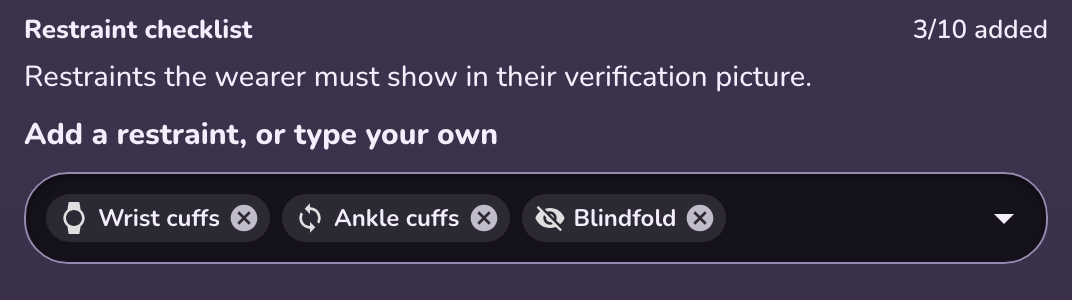 Restraint checklist 3/10 added
Restraints the wearer must show in their verification picture.
Add a restraint, or type your own
Wrist cuffs Ankle cuffs Blindfold